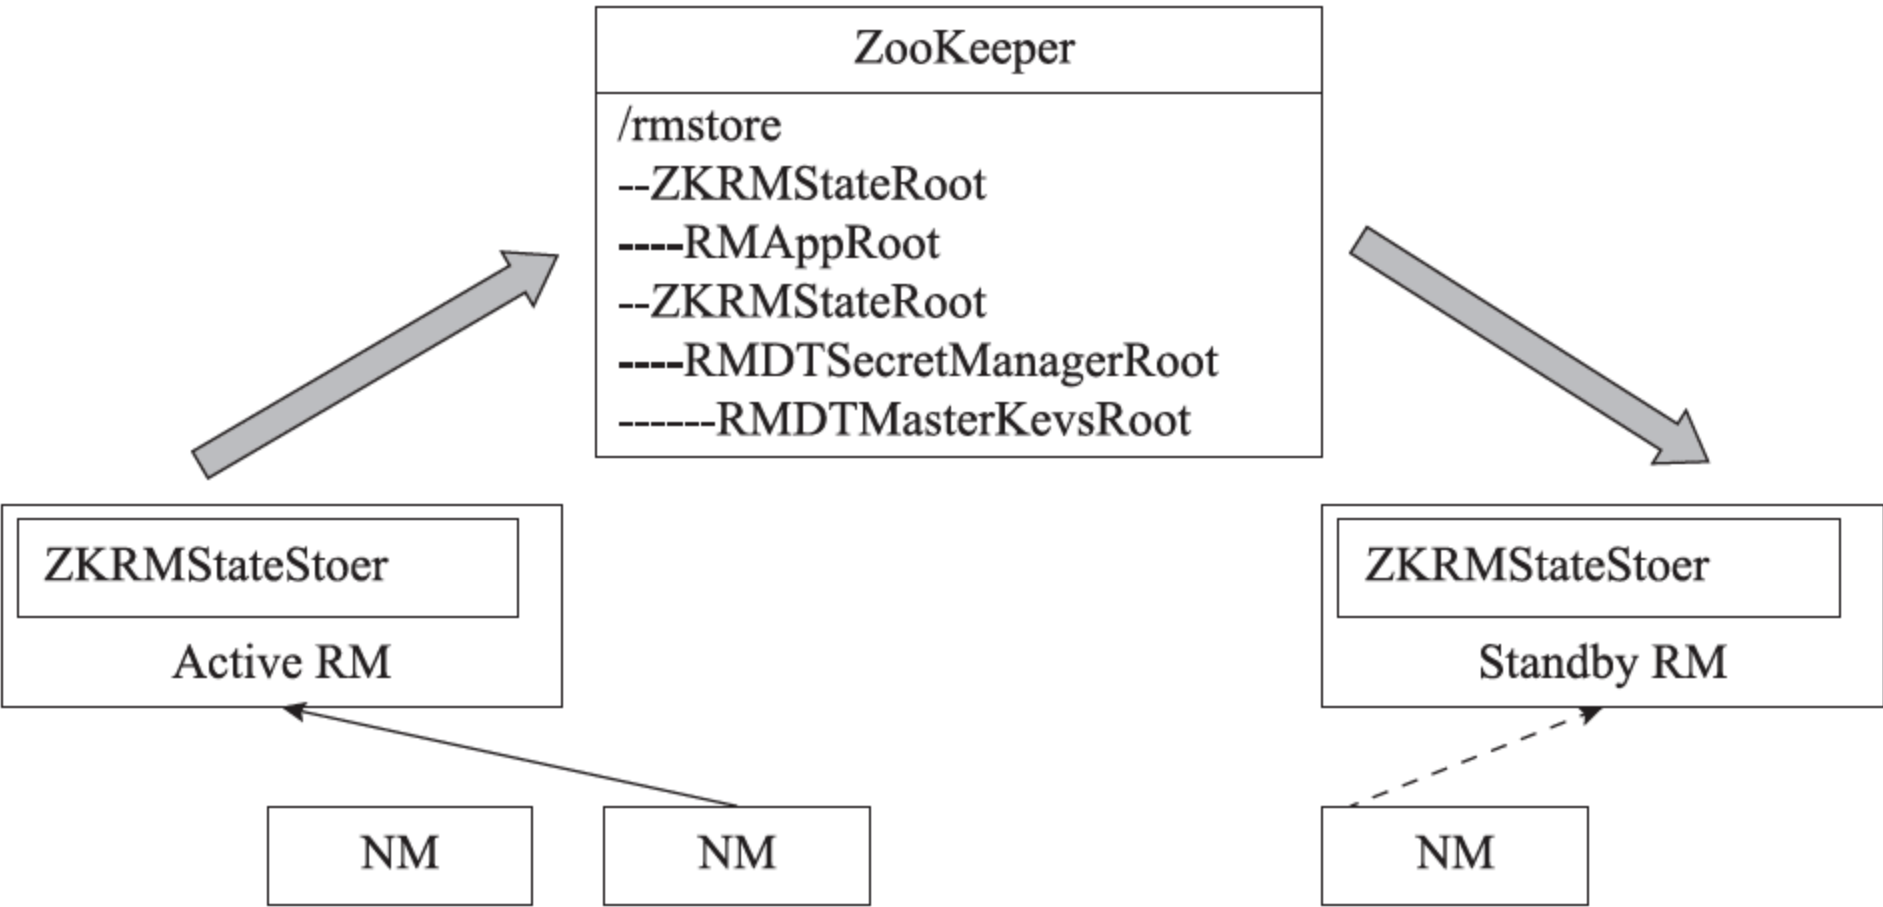 ZooKeeper
/rmstore
--ZKRMStateRoot
----RMAppRoot
--ZKRMStateRoot
----RMDTSecretManagerRoot
------RMDTMasterKevsRoot
ZKRMStateStoer
Active RM
ZKRMStateStoer
Standby RM
NM
NM
NM